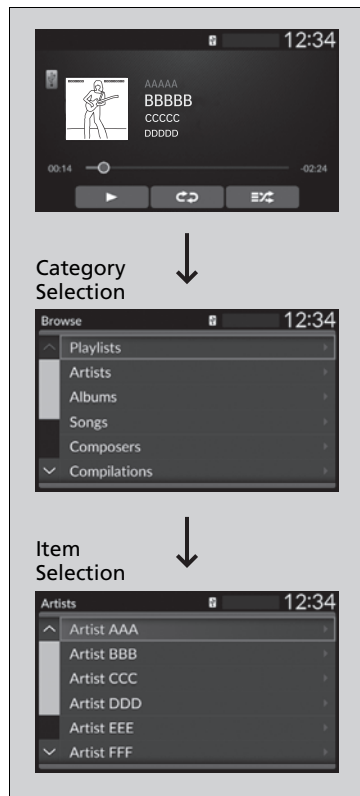 12:34
AAAAA
BBBBB
CCCCC
DDDDD
00:14 -02:24
Category
Selection
Browse 12:34
Playlists
Artists
Albums
Songs
Composers
Compilations
Item
Selection
Artists 12:34
Artist AAA
Artist BBB
Artist CCC
Artist DDD
Artist EEE
Artist FFF